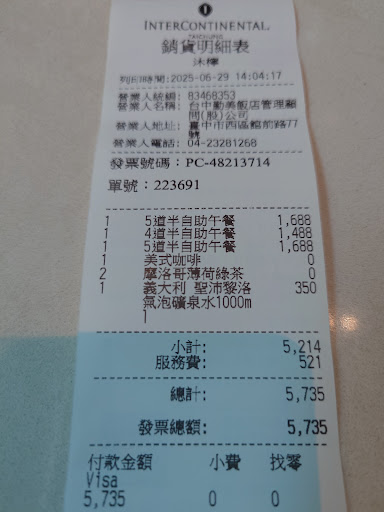 INTERCONTINENTAL
TAICHUNG
銷貨明細表
沐樺
列印時間:2025-06-29 14:04:17
營業人統編: 83468353
營業人名稱: 台中勤美飯店管理顧
問(股)公司
營業人地址: 臺中市西區館前路77
號
營業人電話: 04-23281268
發票號碼：PC-48213714
單號：223691
1 5道半自助午餐 1,688
1 4道半自助午餐 1,488
1 5道半自助午餐 1,688
1 美式咖啡 0
2 摩洛哥薄荷綠茶 0
1 義大利 聖沛黎洛 350
氣泡礦泉水1000m
l
小計: 5,214
服務費: 521
總計: 5,735
發票總額: 5,735
付款金額 小費 找零
Visa
5,735 0 0